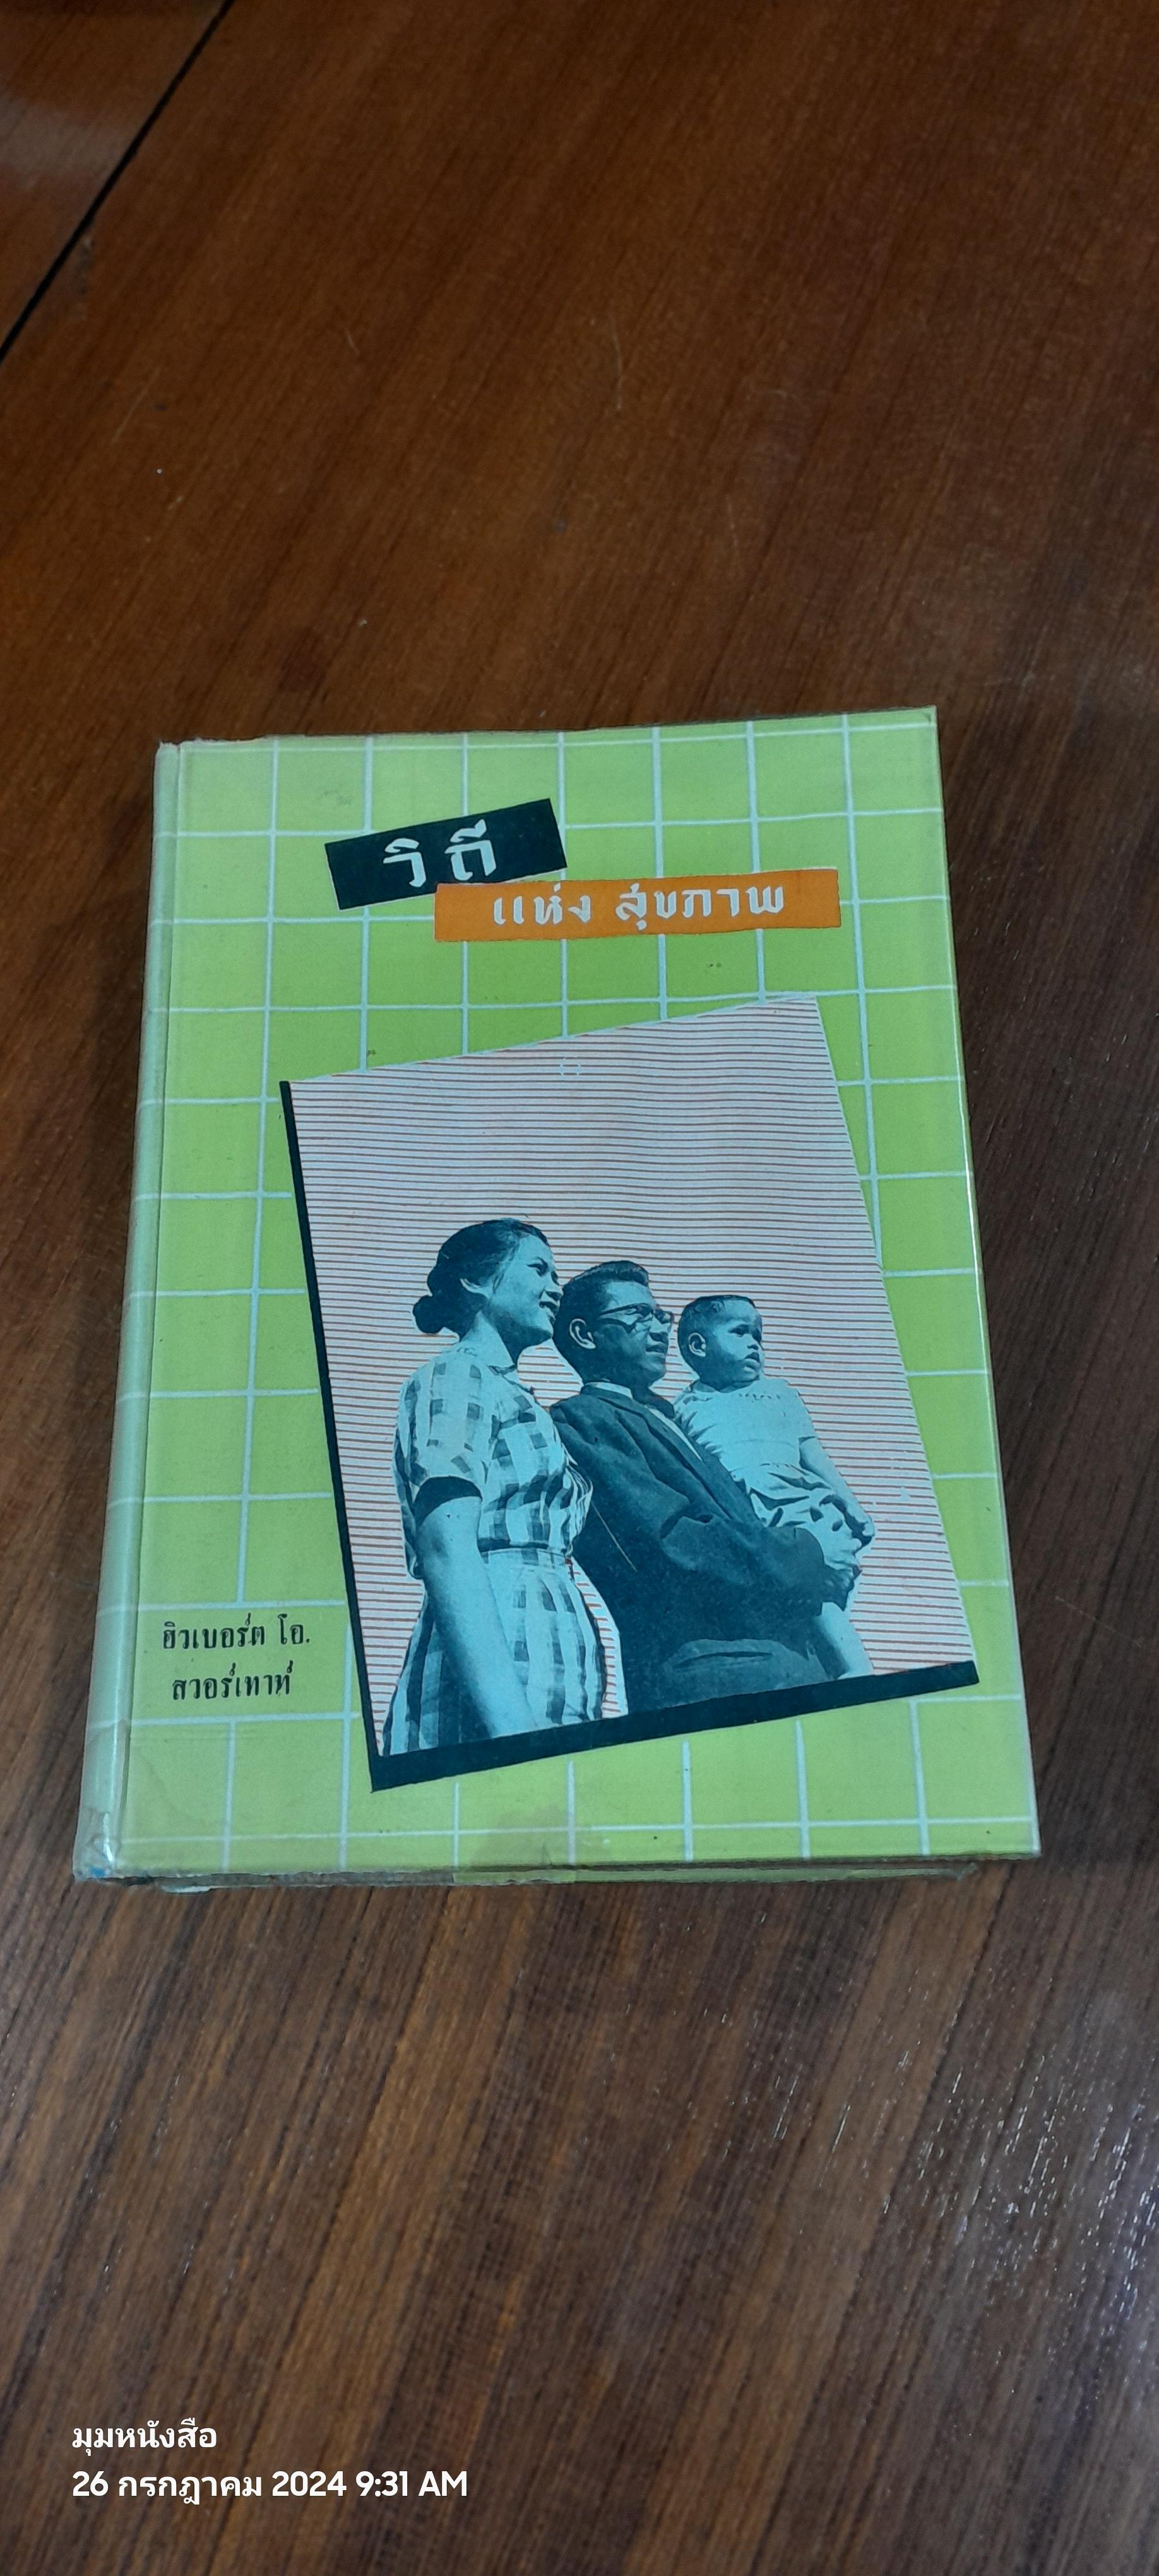 วิถี
แห่ง สุขภาพ
ฮิวเบอร์ต โอ.
สวอร์เทาท์
มุมหนังสือ
26 กรกฎาคม 2024 9:31 AM